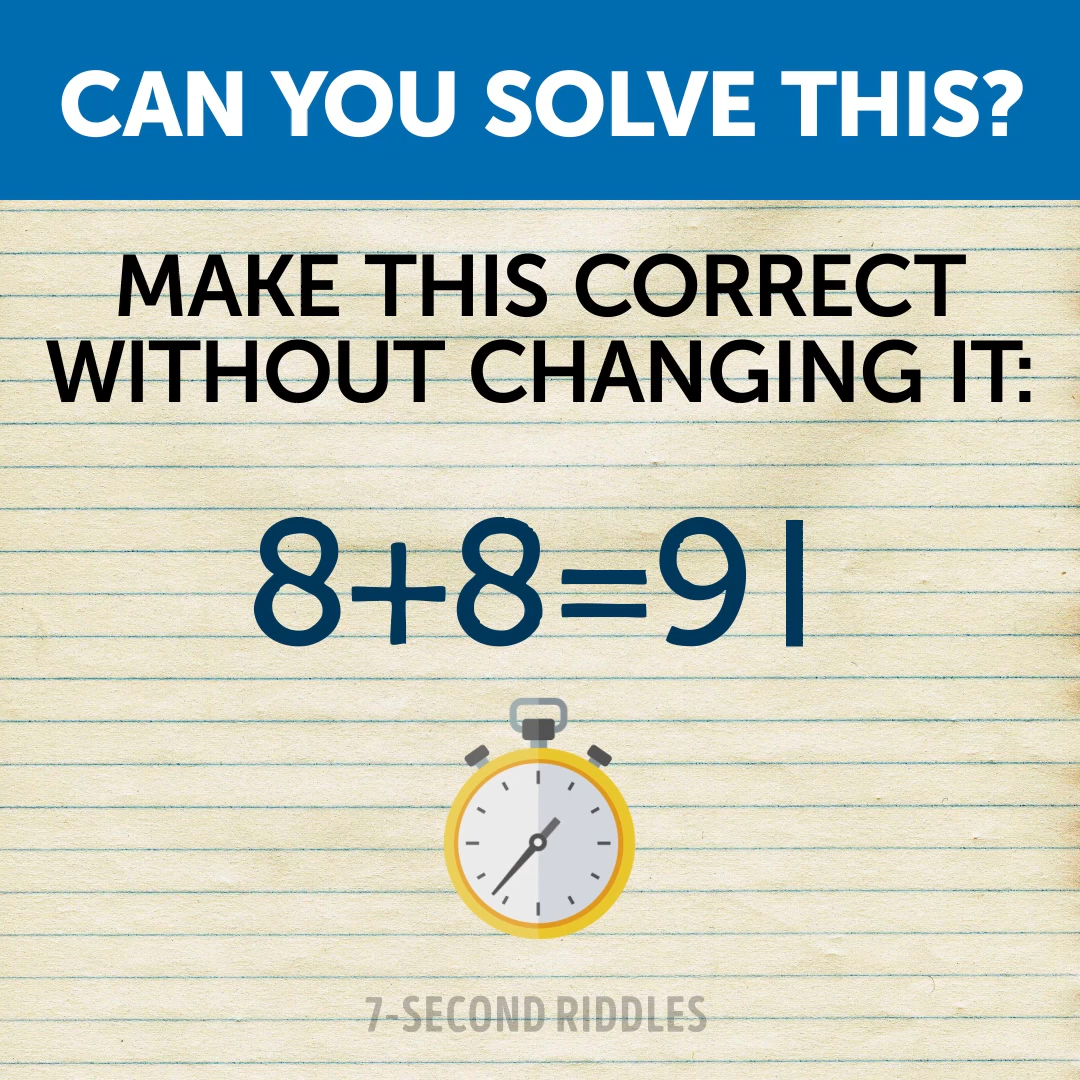 CAN YOU SOLVE THIS?
MAKE THIS CORRECT
WITHOUT CHANGING IT:
8+8=91
7-SECOND RIDDLES